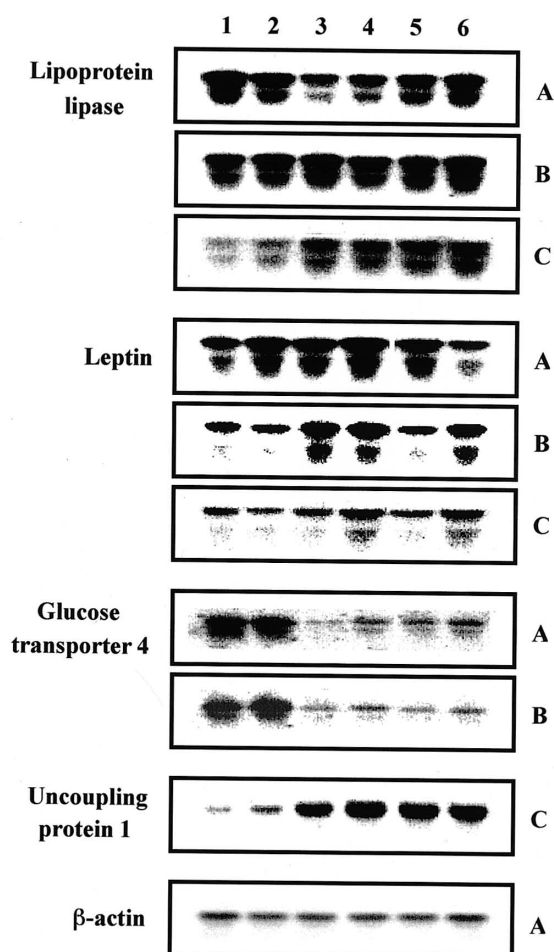 1 2 3 4 5 6
Lipoprotein
lipase
A
B
C
Leptin
A
B
C
Glucose
transporter 4
A
B
Uncoupling
protein 1
C
β-actin
A